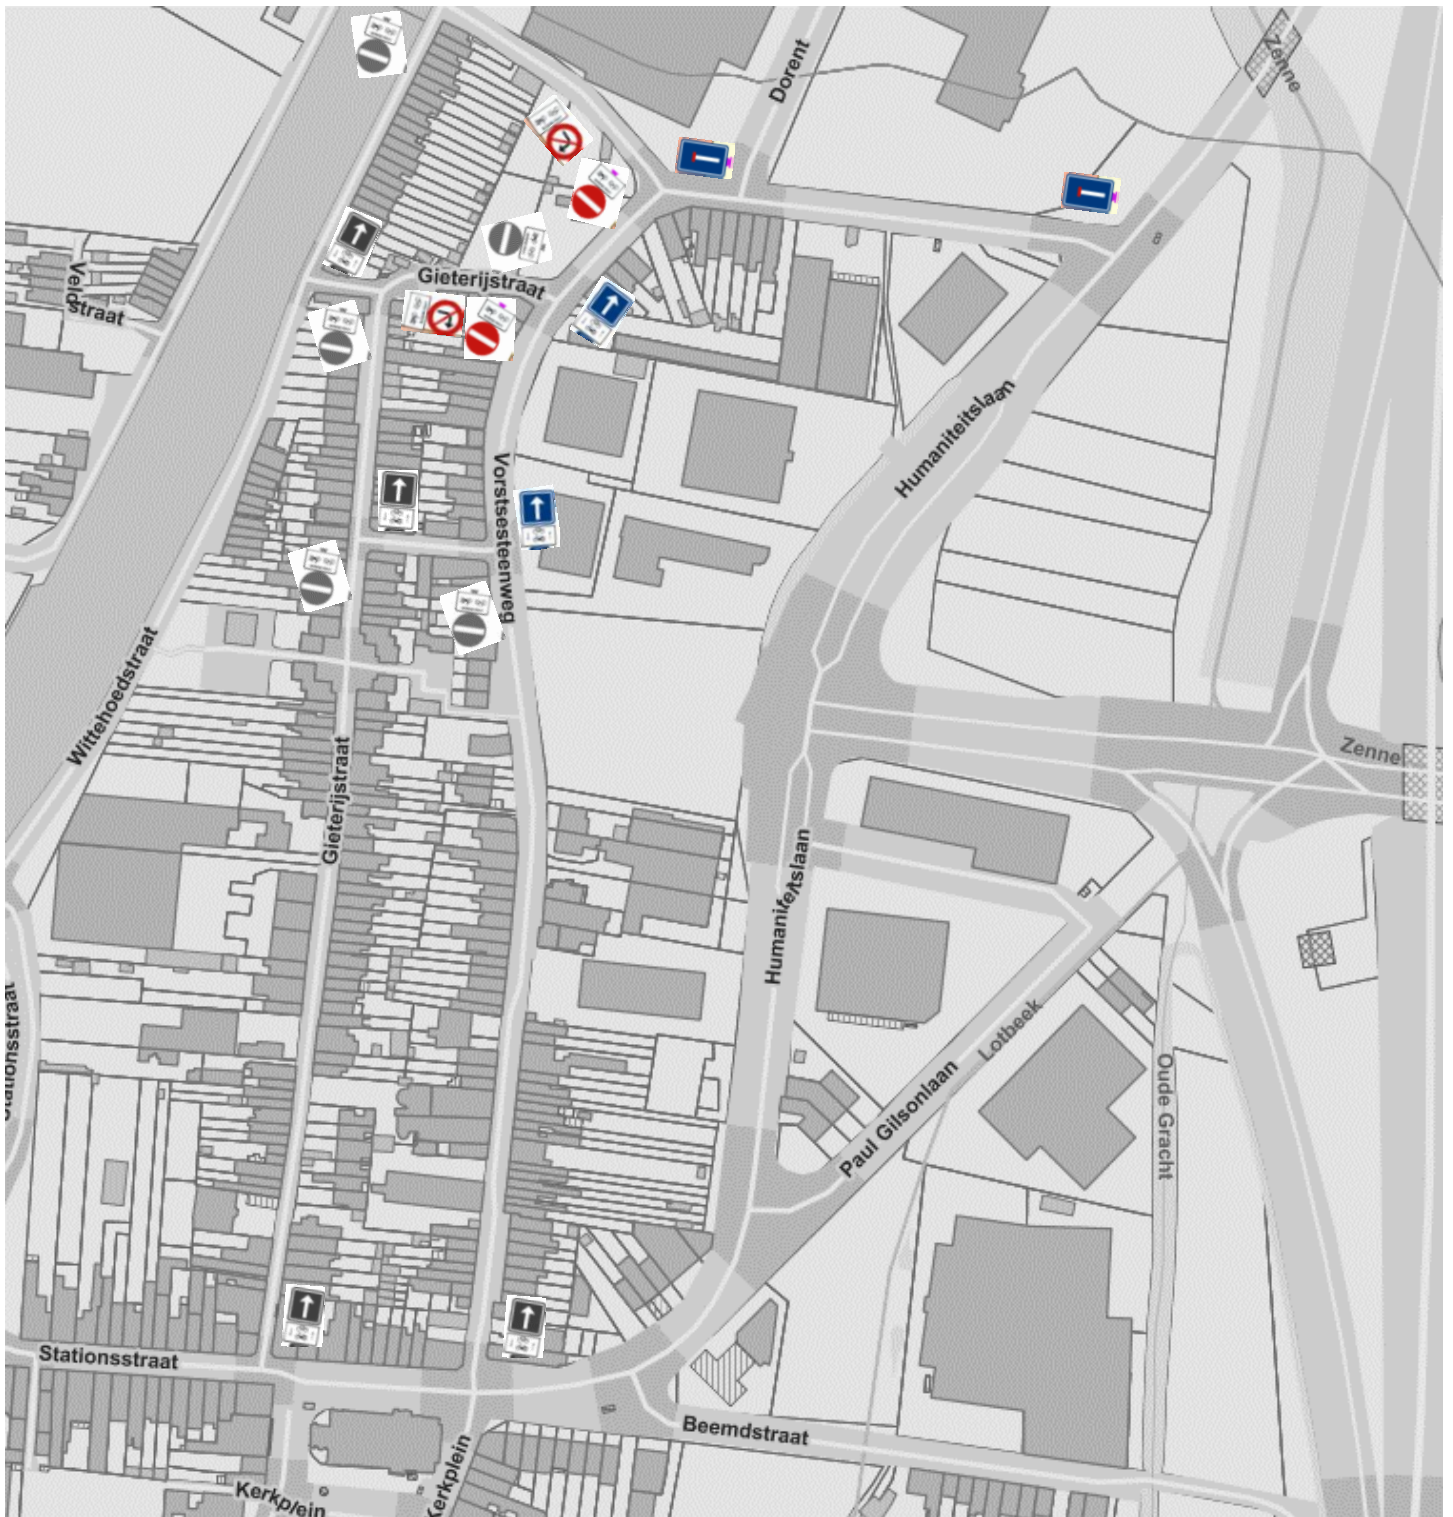 Zenne
Dorent
Veldstraat
Gieterijstraat
Humaniteitslaan
Vorstsesteenweg
Wittehoedstraat
Gieterijstraat
Zenne
Humaniteitslaan
Stationsstraat
Lotbeek
Paul Gilsonlaan
Oude Gracht
Stationsstraat
Beemdstraat
Kerkplein
Kerkplein